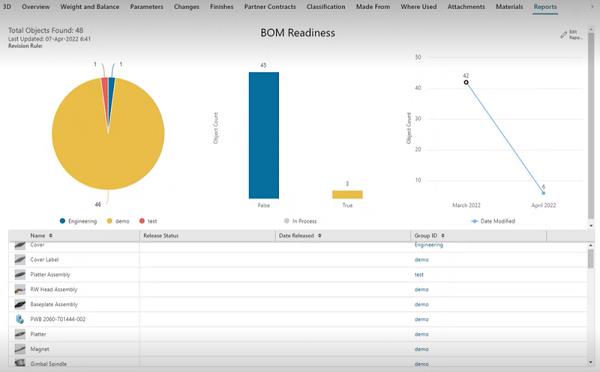 3D Overview Weight and Balance Parameters Changes Finishes Partner Contracts Classification Made From Where Used Attachments Materials Reports
Total Objects Found: 48
Last Updated: 07-Apr-2022 6:41
Revision Rule:
BOM Readiness
Edit
Repo...
1 1
46
Engineering demo test
Object Count
45
3
False True
In Process
Object Count
50
40
30
20
10
42
6
March 2022 April 2022
Date Modified
Name Release Status Date Released Group ID
Cover Engineering
Cover Label demo
Platter Assembly test
RW Head Assembly demo
Baseplate Assembly demo
PWB 2060-701444-002 demo
Platter demo
Magnet demo
Gimbal Spindle demo